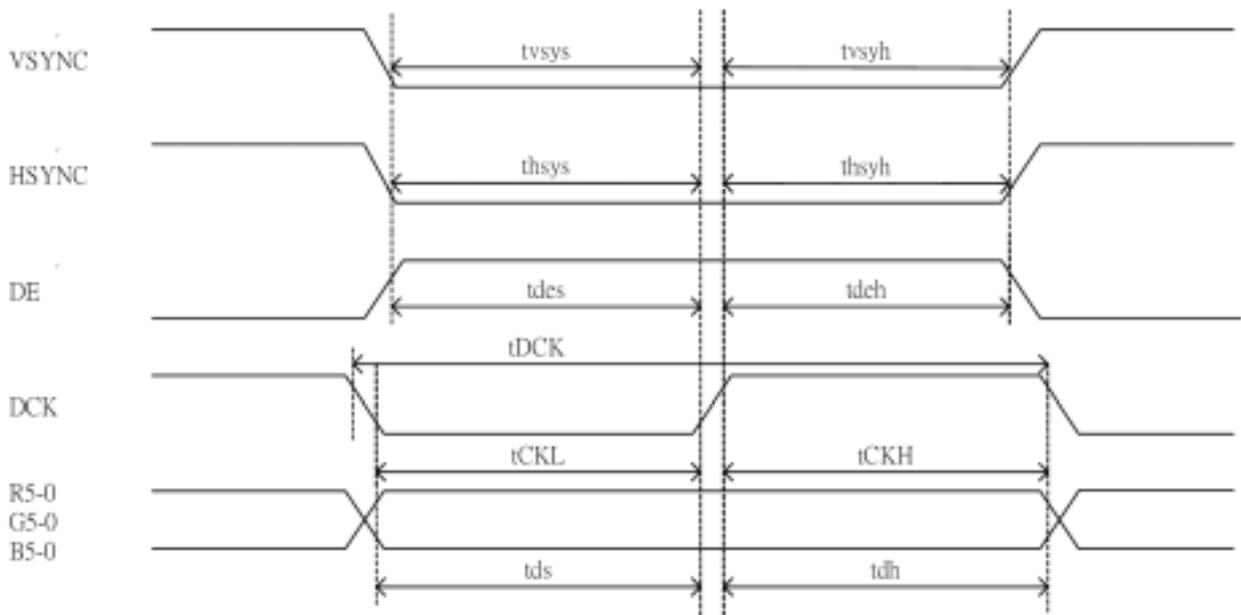 VSYNC
tvsys
tvsyh
HSYNC
thsys
thsyh
DE
tdes
tdeh
tDCK
DCK
tCKL
tCKH
R5-0
G5-0
B5-0
tds
tdh